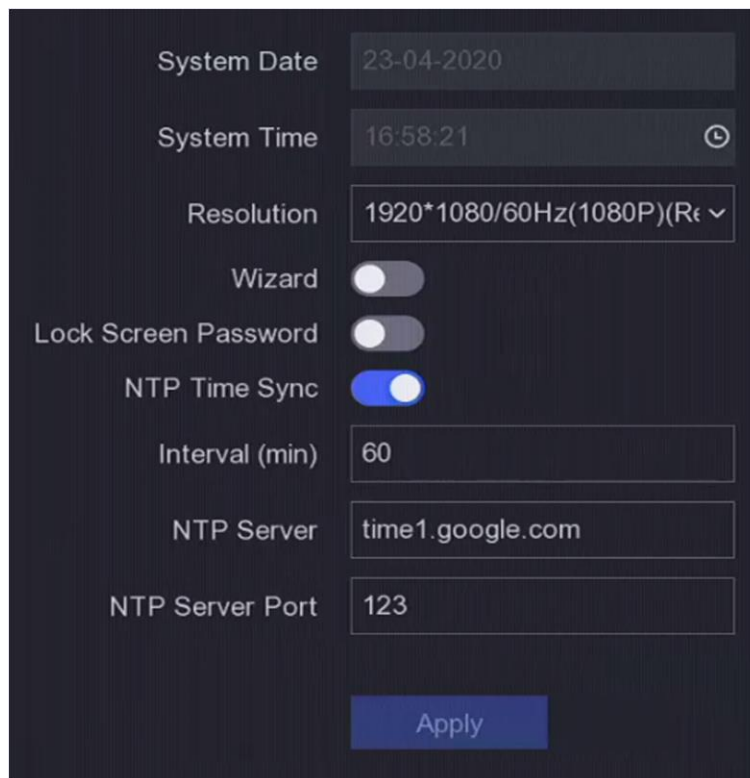 System Date 23-04-2020
System Time 16:58:21
Resolution 1920*1080/60Hz(1080P)(Re
Wizard
Lock Screen Password
NTP Time Sync
Interval (min) 60
NTP Server time1.google.com
NTP Server Port 123
Apply